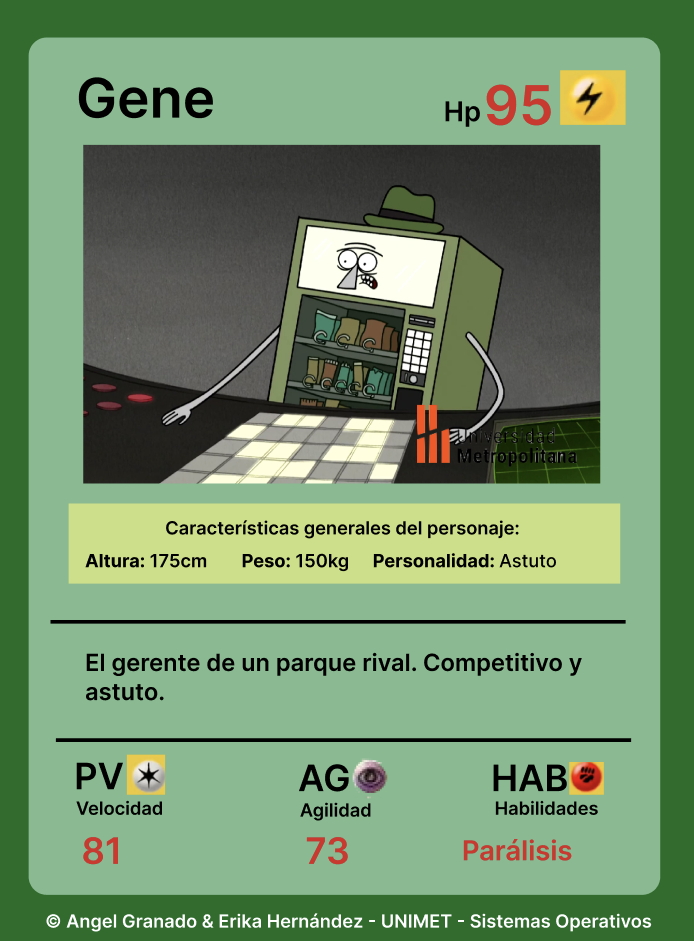 Gene
Hp 95
Universidad
Metropolitana
Características generales del personaje:
Altura: 175cm Peso: 150kg Personalidad: Astuto
El gerente de un parque rival. Competitivo y
astuto.
PV AG HAB
Velocidad Agilidad Habilidades
81 73 Parálisis
© Angel Granado & Erika Hernández - UNIMET - Sistemas Operativos